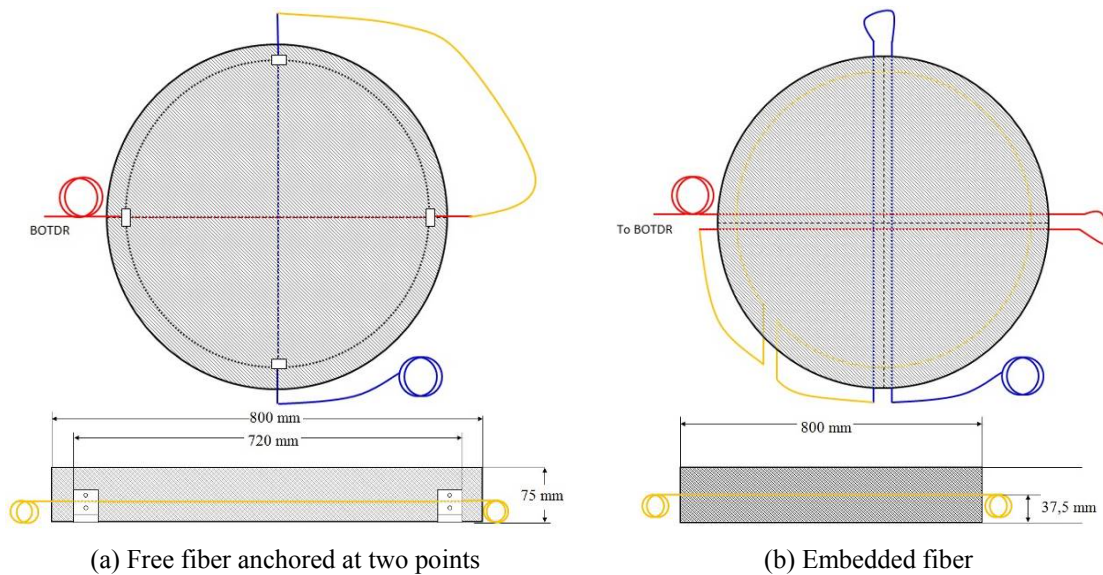 BOTDR
To BOTDR
800 mm
720 mm
75 mm
800 mm
37,5 mm
(a) Free fiber anchored at two points
(b) Embedded fiber